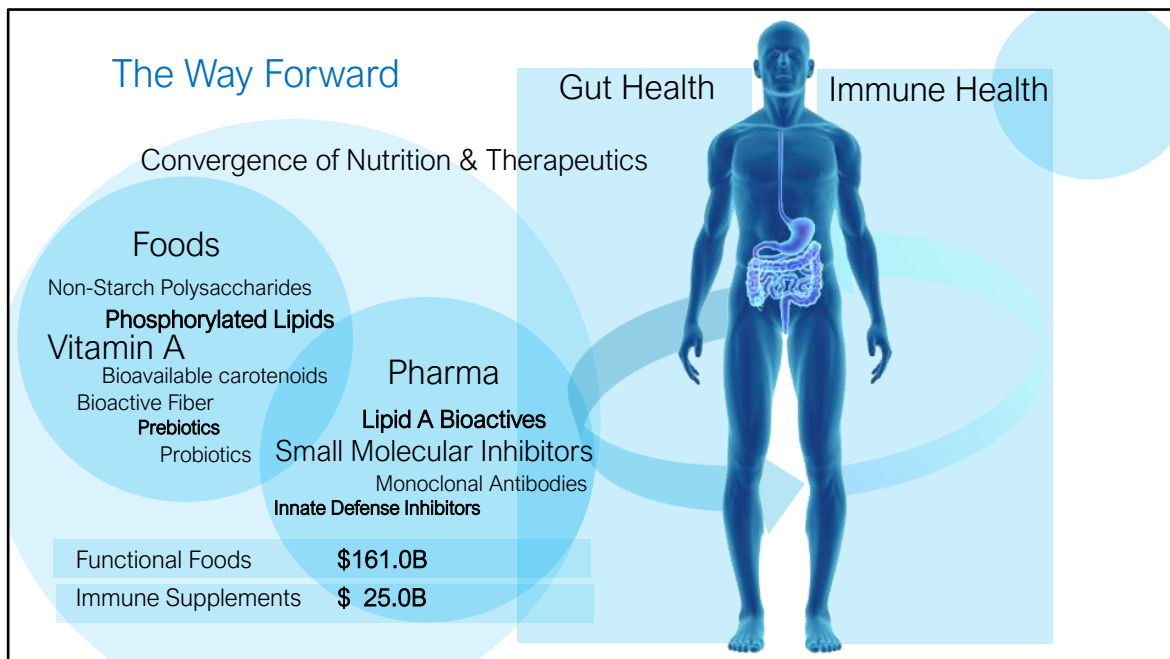 The Way Forward
Gut Health
Immune Health
Convergence of Nutrition & Therapeutics
Foods
Non-Starch Polysaccharides
Phosphorylated Lipids
Vitamin A
Bioavailable carotenoids
Bioactive Fiber
Prebiotics
Probiotics
Pharma
Lipid A Bioactives
Small Molecular Inhibitors
Monoclonal Antibodies
Innate Defense Inhibitors
Functional Foods $161.0B
Immune Supplements $ 25.0B